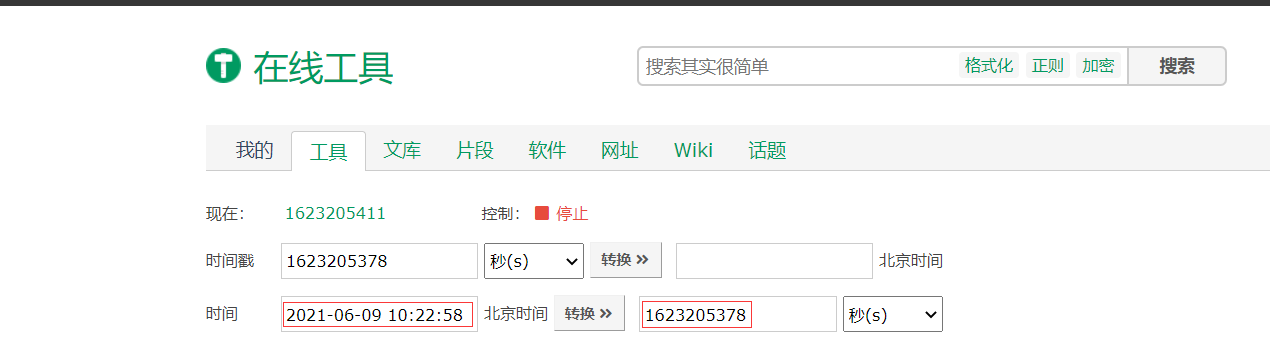 在线工具
搜索其实很简单 格式化 正则 加密 搜索
我的 工具 文库 片段 软件 网址 Wiki 话题
现在： 1623205411 控制： 停止
时间戳 1623205378 秒(s) 转换 » 北京时间
时间 2021-06-09 10:22:58 北京时间 转换 » 1623205378 秒(s)